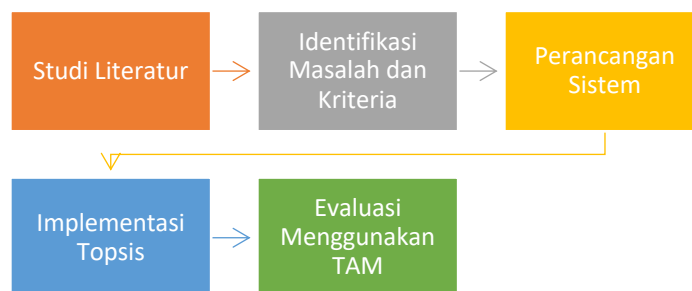 Studi Literatur
Identifikasi
Masalah dan
Kriteria
Perancangan
Sistem
Implementasi
Topsis
Evaluasi
Menggunakan
TAM